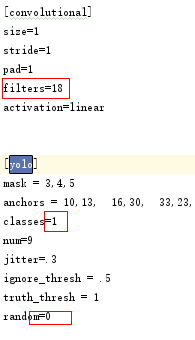 [convolutional]
size=1
stride=1
pad=1
filters=18
activation=linear
[yolo]
mask = 3,4,5
anchors = 10,13,  16,30,  33,23,
classes=1
num=9
jitter=.3
ignore_thresh = .5
truth_thresh = 1
random=0